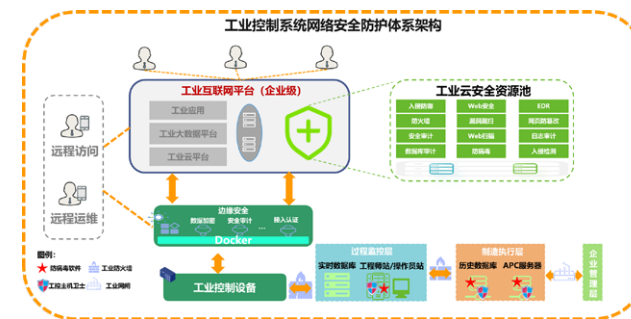 工业控制系统网络安全防护体系架构
工业互联网平台（企业级）
工业应用
工业大数据平台
工业云平台
工业云安全资源池
入侵防御 Web安全 EDR
防火墙 漏洞扫描 网页防篡改
安全审计 Web扫描 日志审计
数据库审计 防病毒 入侵检测
远程访问
远程运维
边缘安全
数据加密 安全审计 ... 接入认证
Docker
工业控制设备
过程监控层
实时数据库 工程师站/操作员站
制造执行层
历史数据库 APC服务器
企业管理层
图例：
防病毒软件 工业防火墙
工控主机卫士 工业网闸